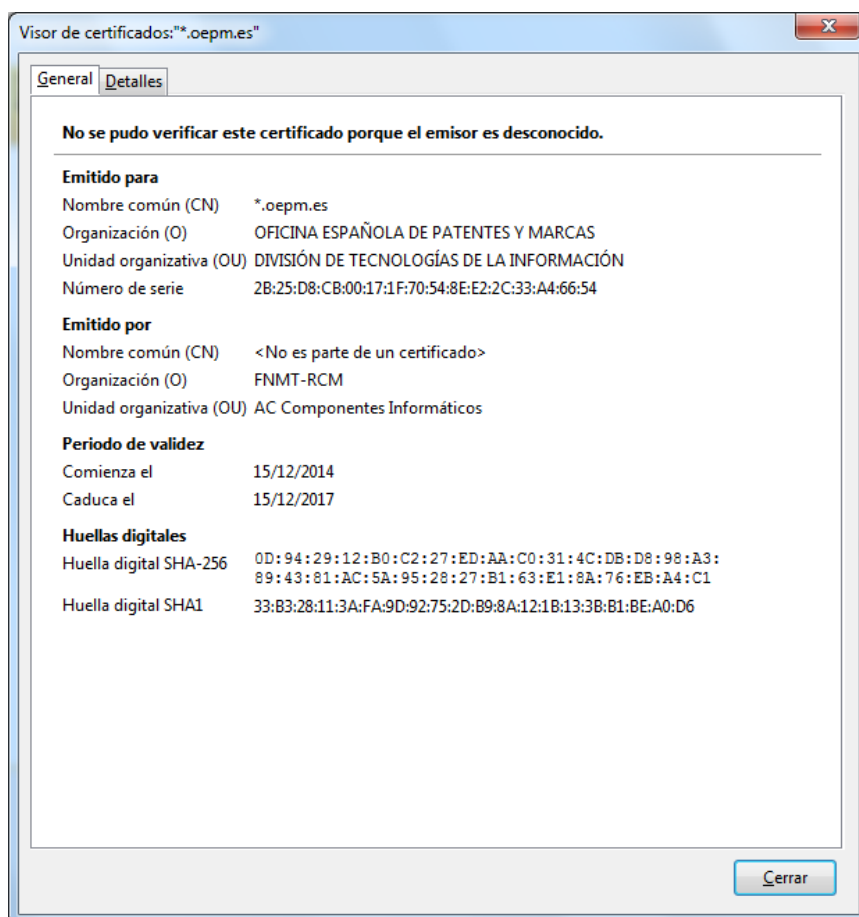 Visor de certificados:"*.oepm.es"
General Detalles
No se pudo verificar este certificado porque el emisor es desconocido.
Emitido para
Nombre común (CN) *.oepm.es
Organización (O) OFICINA ESPAÑOLA DE PATENTES Y MARCAS
Unidad organizativa (OU) DIVISIÓN DE TECNOLOGÍAS DE LA INFORMACIÓN
Número de serie 2B:25:D8:CB:00:17:1F:70:54:8E:E2:2C:33:A4:66:54
Emitido por
Nombre común (CN) <No es parte de un certificado>
Organización (O) FNMT-RCM
Unidad organizativa (OU) AC Componentes Informáticos
Periodo de validez
Comienza el 15/12/2014
Caduca el 15/12/2017
Huellas digitales
Huella digital SHA-256 0D:94:29:12:B0:C2:27:ED:AA:C0:31:4C:DB:D8:98:A3:
89:43:81:AC:5A:95:28:27:B1:63:E1:8A:76:EB:A4:C1
Huella digital SHA1 33:B3:28:11:3A:FA:9D:92:75:2D:B9:8A:12:1B:13:3B:B1:BE:A0:D6
Cerrar